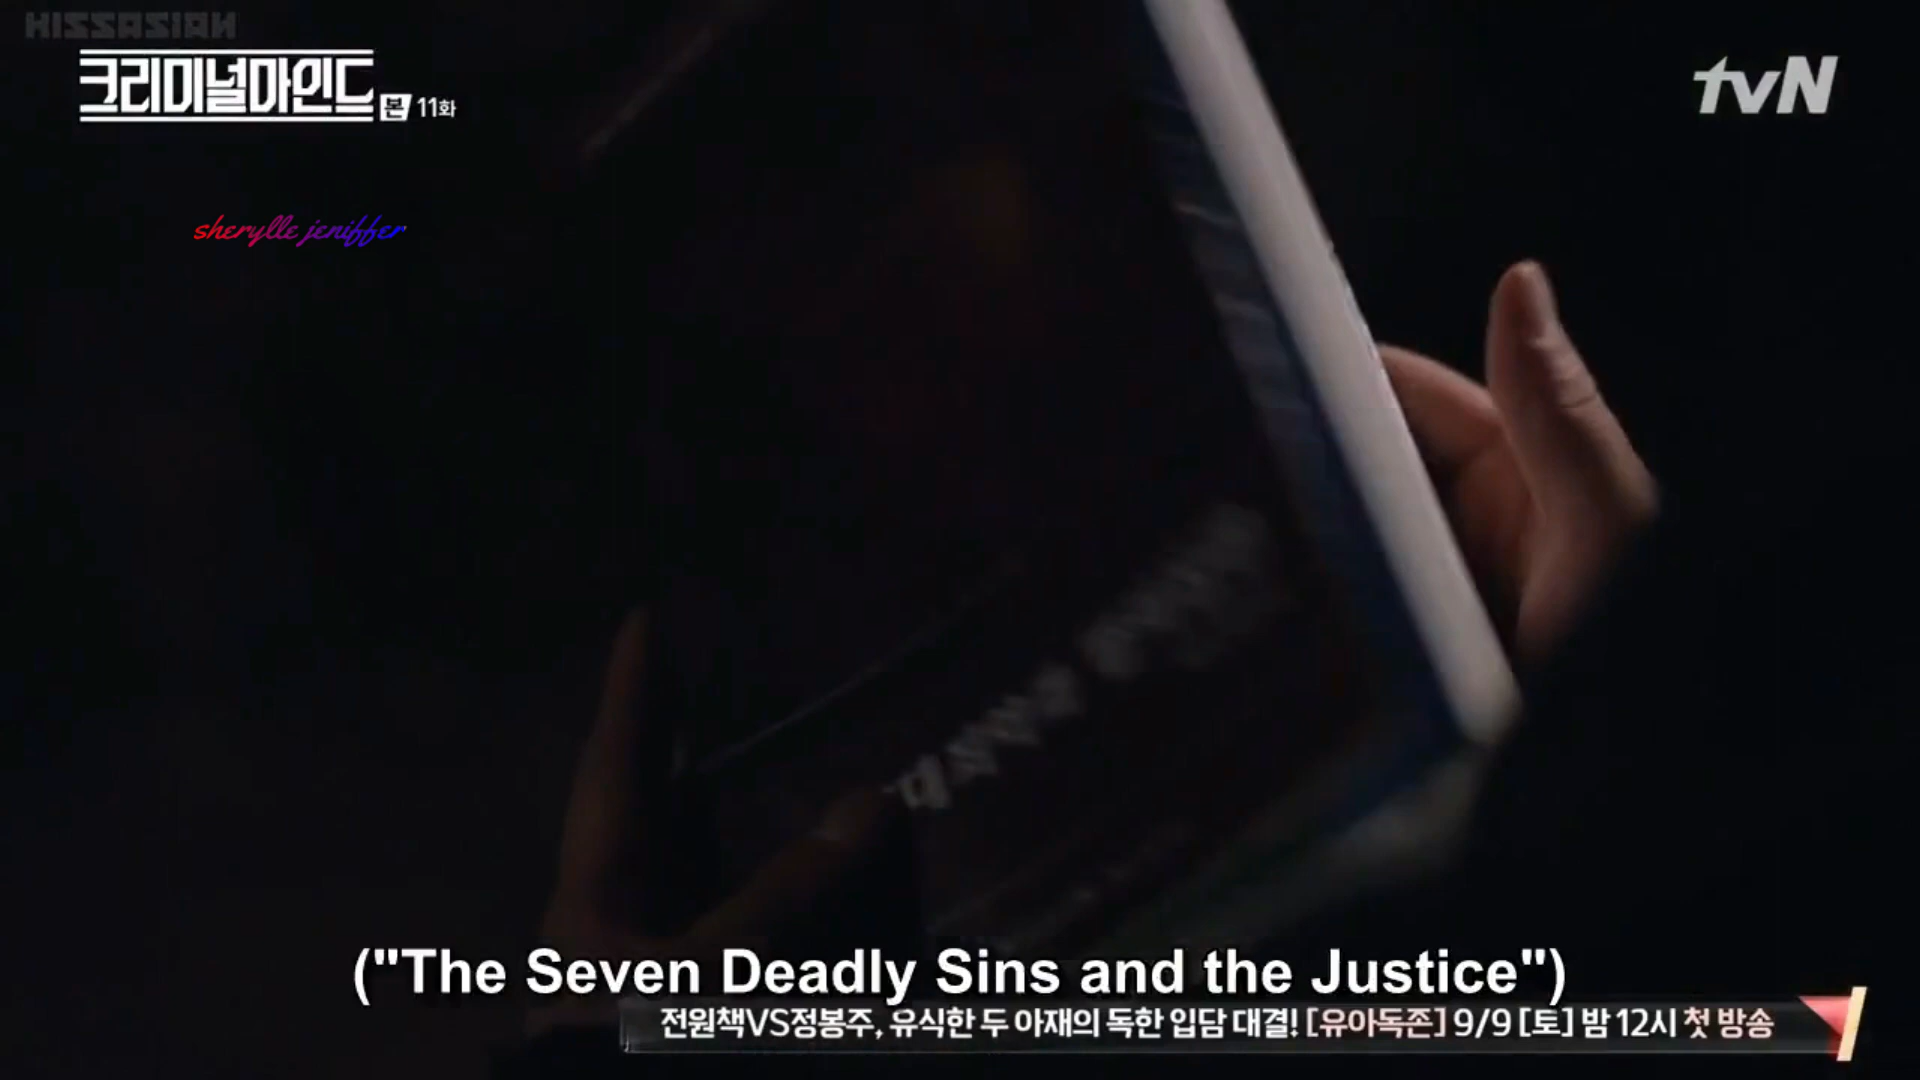 KISSASIAN
크리미널마인드 본 11화
tvN
sherylle jeniffer
("The Seven Deadly Sins and the Justice")
전원책VS정봉주, 유식한 두 아재의 독한 입담 대결! [유아독존] 9/9 [토] 밤 12시 첫 방송